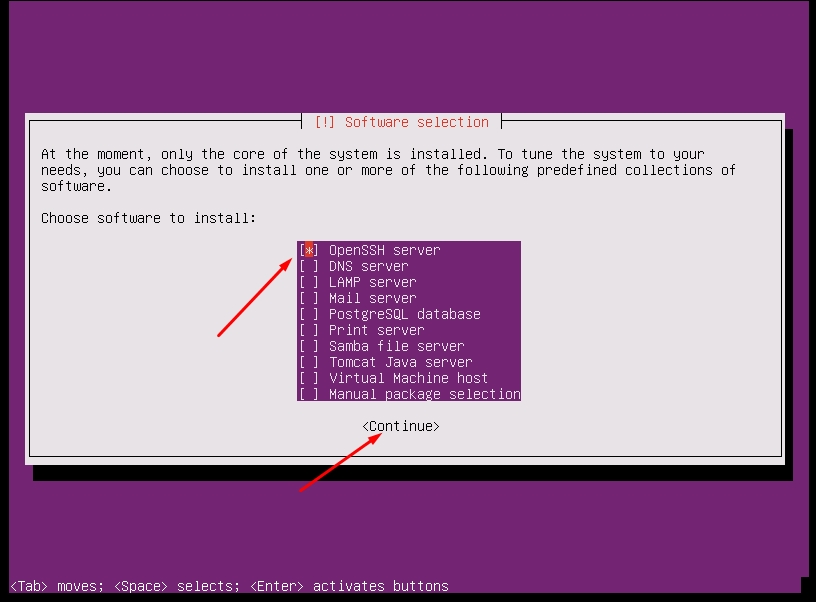 [!] Software selection
At the moment, only the core of the system is installed. To tune the system to your
needs, you can choose to install one or more of the following predefined collections of
software.
Choose software to install:
[*] OpenSSH server
[ ] DNS server
[ ] LAMP server
[ ] Mail server
[ ] PostgreSQL database
[ ] Print server
[ ] Samba file server
[ ] Tomcat Java server
[ ] Virtual Machine host
[ ] Manual package selection
<Continue>
<Tab> moves; <Space> selects; <Enter> activates buttons